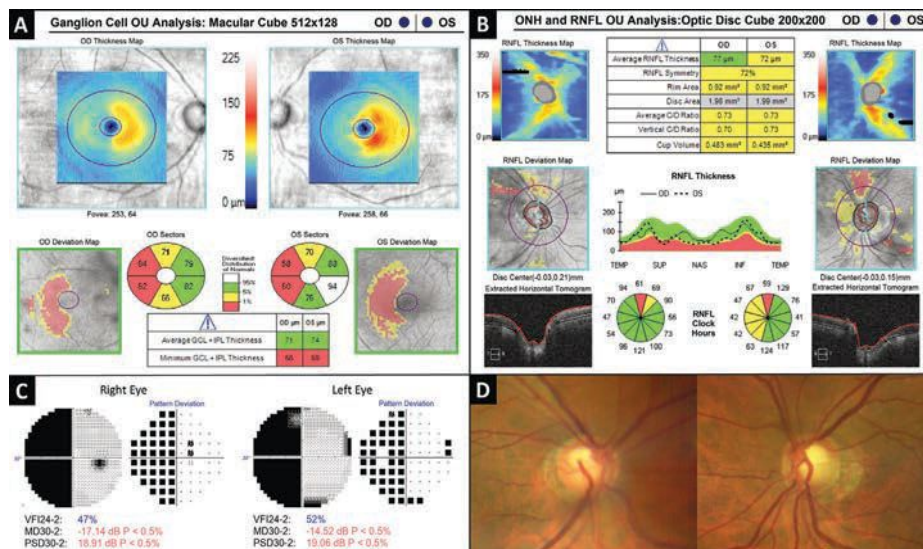 A
Ganglion Cell OU Analysis: Macular Cube 512x128
OD OS
OD Thickness Map
OS Thickness Map
225
150
75
0 µm
Fovea: 253, 64
Fovea: 258, 66
OD Deviation Map
OD Sectors
OS Sectors
OS Deviation Map
71
79
82
66
70
94
75
Diversified:
Distribution
of Normals
95%
5%
1%
OD µm OS µm
Average GCL + IPL Thickness 71 74
Minimum GCL + IPL Thickness
B
ONH and RNFL OU Analysis:Optic Disc Cube 200x200
OD OS
RNFL Thickness Map
RNFL Thickness Map
350
175
0 µm
350
175
0 µm
OD OS
Average RNFL Thickness 77 µm 72 µm
RNFL Symmetry 72%
Rim Area 0.92 mm² 0.92 mm²
Disc Area 1.96 mm² 1.99 mm²
Average C/D Ratio 0.73 0.73
Vertical C/D Ratio 0.70 0.73
Cup Volume 0.483 mm³ 0.435 mm³
RNFL Deviation Map
RNFL Deviation Map
RNFL Thickness
µm
OD OS
200
100
0
TEMP SUP NAS INF TEMP
Disc Center(-0.03,0.21)mm
Extracted Horizontal Tomogram
Disc Center(-0.03,0.15)mm
Extracted Horizontal Tomogram
RNFL
Clock
Hours
94 61 69
76 90
47 56
54 73
96 121 100
67 59 129
42 76
47 41
42 57
63 124 117
C
Right Eye
Left Eye
Pattern Deviation
Pattern Deviation
30°
30°
VFI24-2: 47%
MD30-2: -17.14 dB P < 0.5%
PSD30-2: 18.91 dB P < 0.5%
VFI24-2: 52%
MD30-2: -14.52 dB P < 0.5%
PSD30-2: 19.06 dB P < 0.5%
D